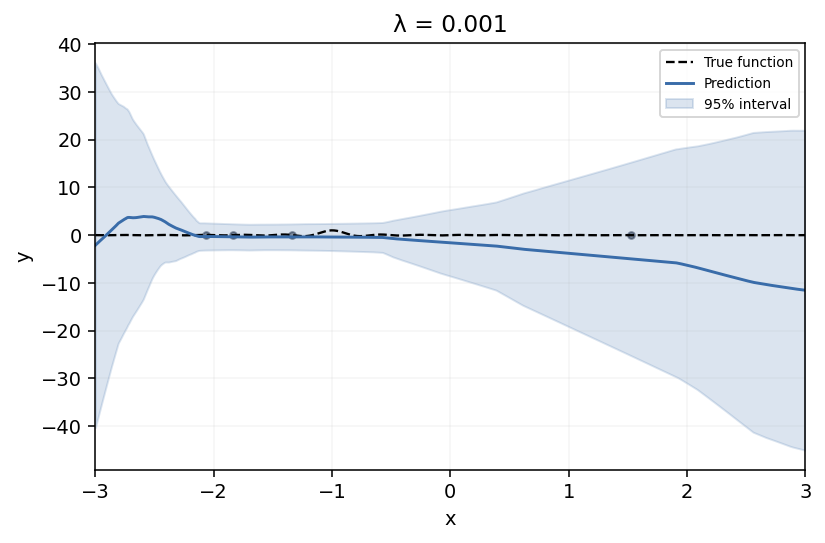 λ = 0.001
True function
Prediction
95% interval
40
30
20
10
0
−10
−20
−30
−40
y
−3
−2
−1
0
1
2
3
x